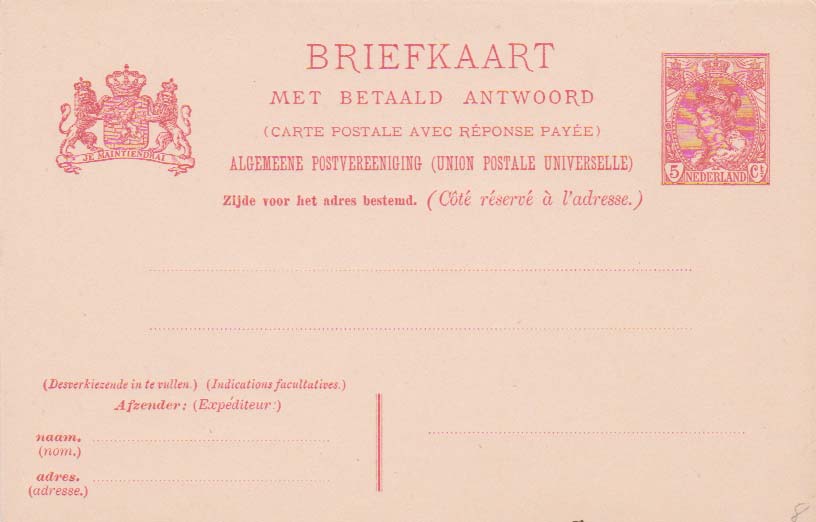 BRIEFKAART
MET BETAALD ANTWOORD
(CARTE POSTALE AVEC RÉPONSE PAYÉE)
ALGEMEENE POSTVEREENIGING (UNION POSTALE UNIVERSELLE)
Zijde voor het adres bestemd. (Côté réservé à l'adresse.)
JE MAINTIENDRAI
5 NEDERLAND Ct
(Desverkiezende in te vullen.) (Indications facultatives.)
Afzender: (Expéditeur:)
naam.
(nom.)
adres.
(adresse.)
8